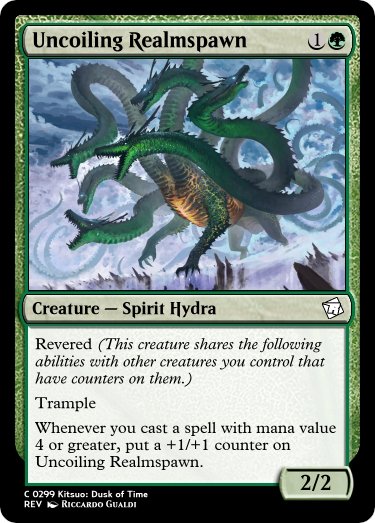 Uncoiling Realmspawn 1
Creature — Spirit Hydra
Revered (This creature shares the following
abilities with other creatures you control that
have counters on them.)
Trample
Whenever you cast a spell with mana value
4 or greater, put a +1/+1 counter on
Uncoiling Realmspawn.
2/2
C 0299 Kitsuo: Dusk of Time
REV Riccardo Gualdi